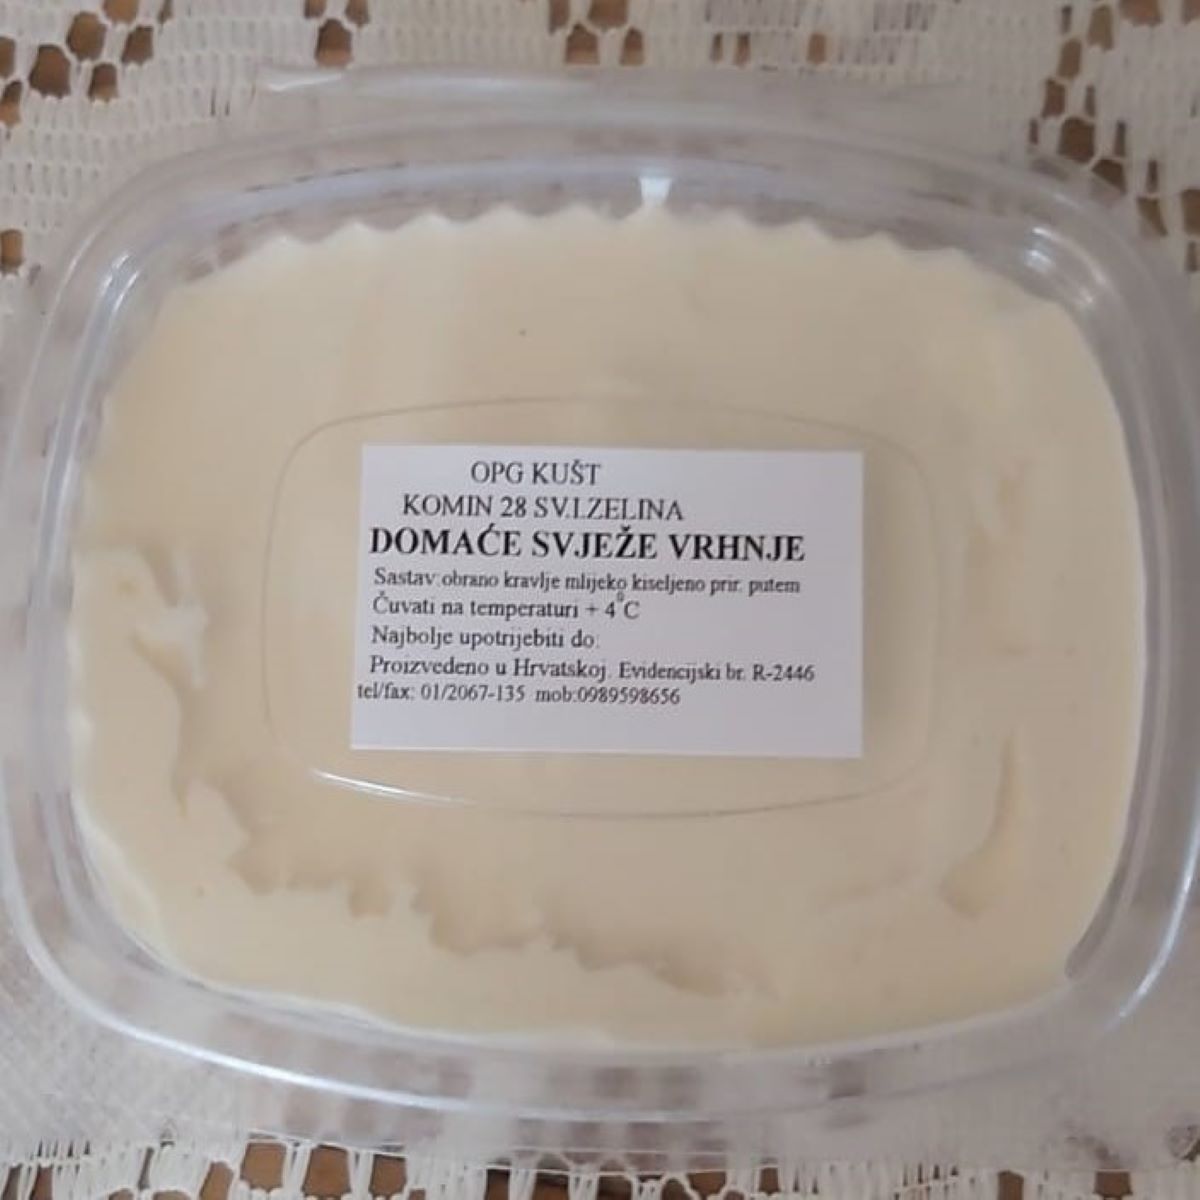 OPG KUŠT
KOMIN 28 SV.I.ZELINA
DOMAĆE SVJEŽE VRHNJE
Sastav:obrano kravlje mlijeko kiseljeno prir. putem
Čuvati na temperaturi + 4°C
Najbolje upotrijebiti do:
Proizvedeno u Hrvatskoj. Evidencijski br. R-2446
tel/fax: 01/2067-135 mob:0989598656